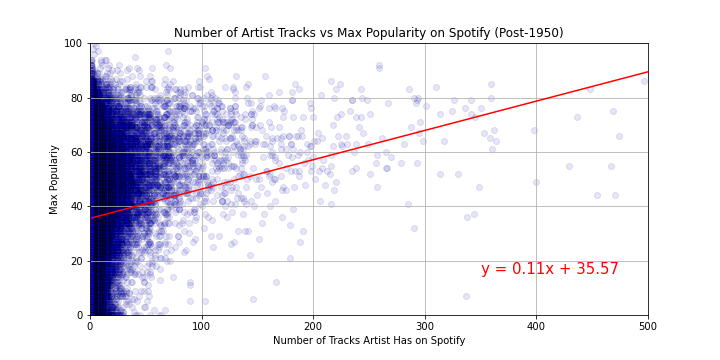 Number of Artist Tracks vs Max Popularity on Spotify (Post-1950)
100
80
60
40
20
0
Max Populariy
y = 0.11x + 35.57
0 100 200 300 400 500
Number of Tracks Artist Has on Spotify